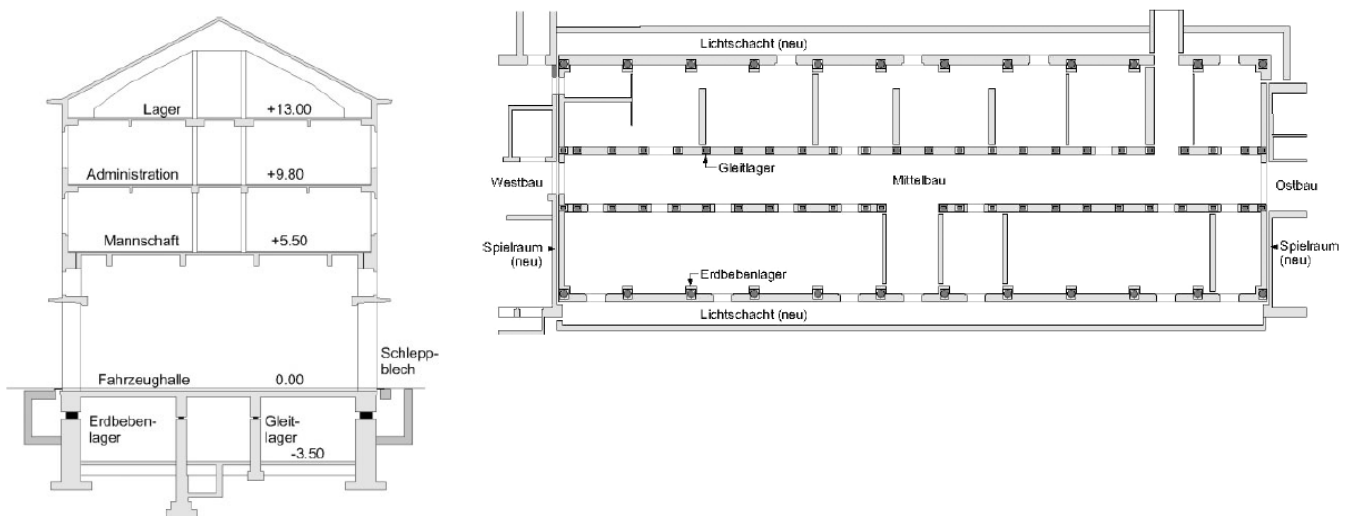 Lager +13.00
Administration +9.80
Mannschaft +5.50
Schlepp-
blech
Fahrzeughalle 0.00
Erdbeben-
lager
Gleit-
lager
-3.50
Lichtschacht (neu)
Gleitlager
Westbau
Mittelbau
Ostbau
Spielraum
(neu)
Erdbebenlager
Spielraum
(neu)
Lichtschacht (neu)